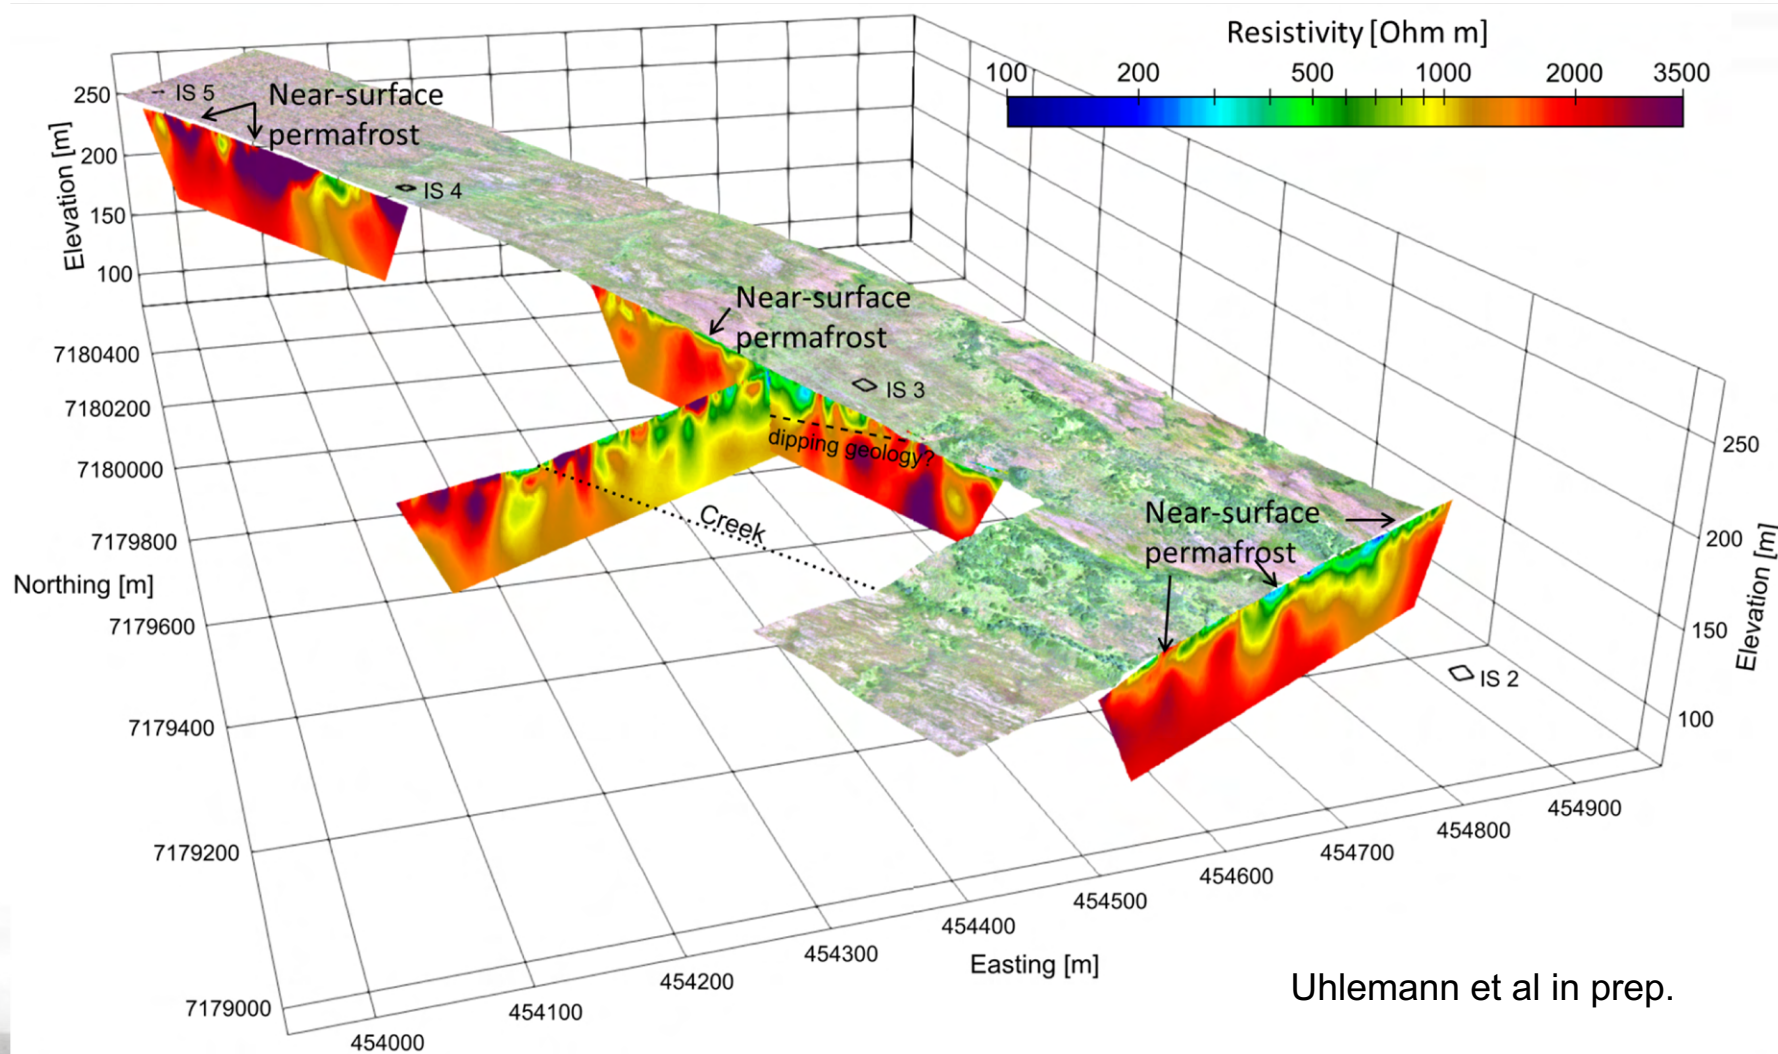 Resistivity [Ohm m]
100 200 500 1000 2000 3500
IS 5
Near-surface
permafrost
IS 4
Elevation [m]
250
200
150
100
Near-surface
permafrost
IS 3
dipping geology?
Creek
Near-surface
permafrost
IS 2
7180400
7180200
7180000
7179800
Northing [m]
7179600
7179400
7179200
7179000
250
200
150
100
Elevation [m]
454000
454100
454200
454300
454400
454500
454600
454700
454800
454900
Easting [m]
Uhlemann et al in prep.